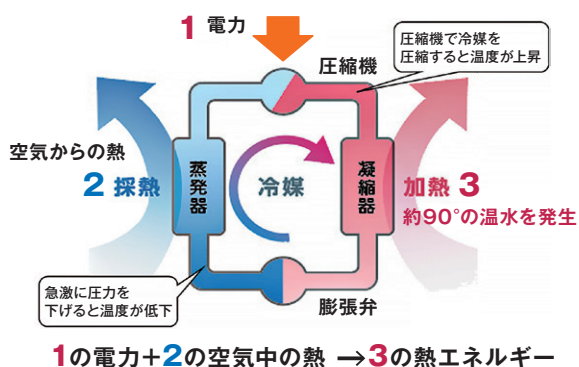 1 電力
圧縮機
圧縮機で冷媒を
圧縮すると温度が上昇
空気からの熱
2 採熱
蒸発器
冷媒
凝縮器
加熱 3
約90°の温水を発生
急激に圧力を
下げると温度が低下
膨張弁
1の電力+2の空気中の熱 →3の熱エネルギー